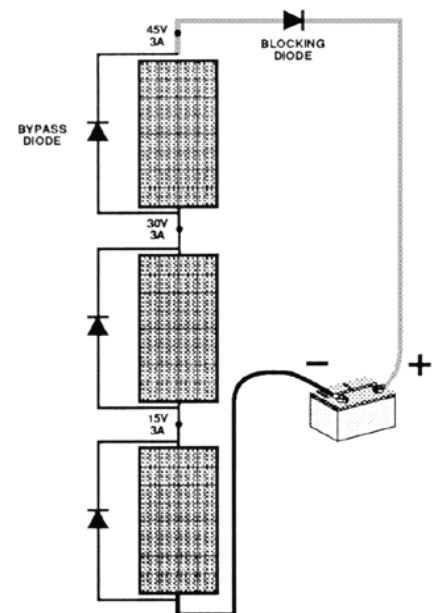 45V
3A
BLOCKING
DIODE
BYPASS
DIODE
30V
3A
− +
15V
3A